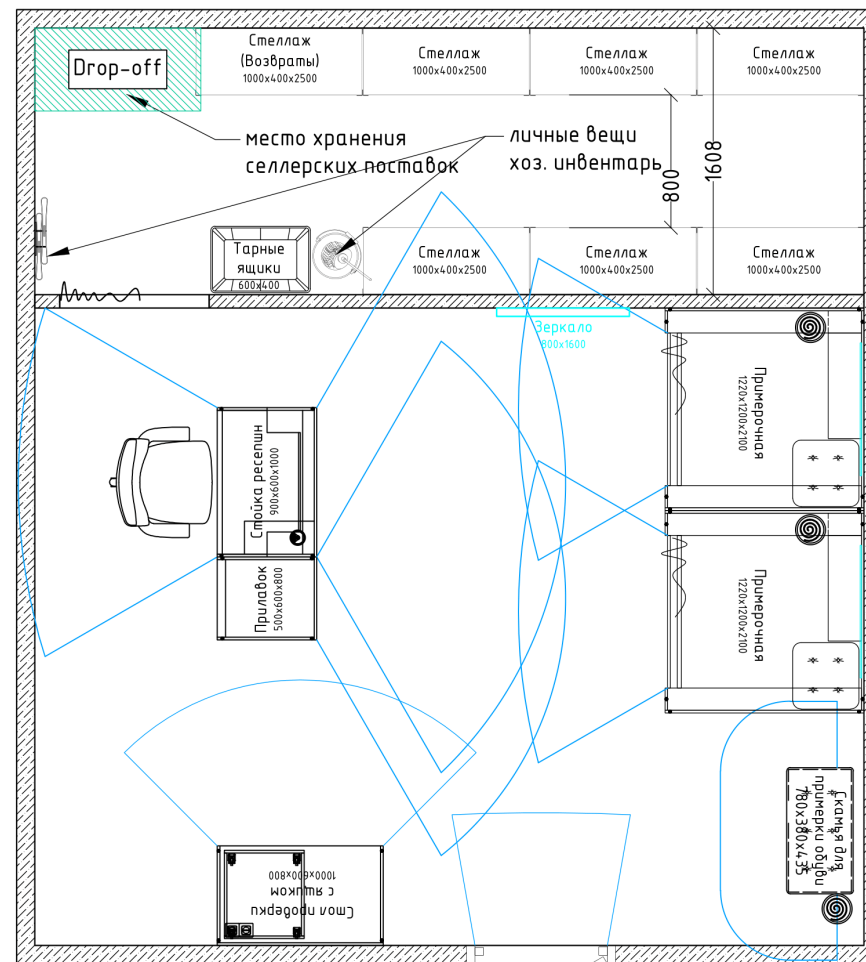 Drop-off
Стеллаж
(Возвраты)
1000x400x2500
Стеллаж
1000x400x2500
Стеллаж
1000x400x2500
Стеллаж
1000x400x2500
место хранения
селлерских поставок
личные вещи
хоз. инвентарь
800
1608
Тарные
ящики
600x400
Стеллаж
1000x400x2500
Стеллаж
1000x400x2500
Стеллаж
1000x400x2500
Зеркало
800x1600
Примерочная
1220x1200x2100
Стойка ресепшн
900x600x1000
Прилавок
500x600x800
Примерочная
1220x1200x2100
Скамья для
примерки обуви
780x380x435
Стол проверки
с ящиком
1000x600x800